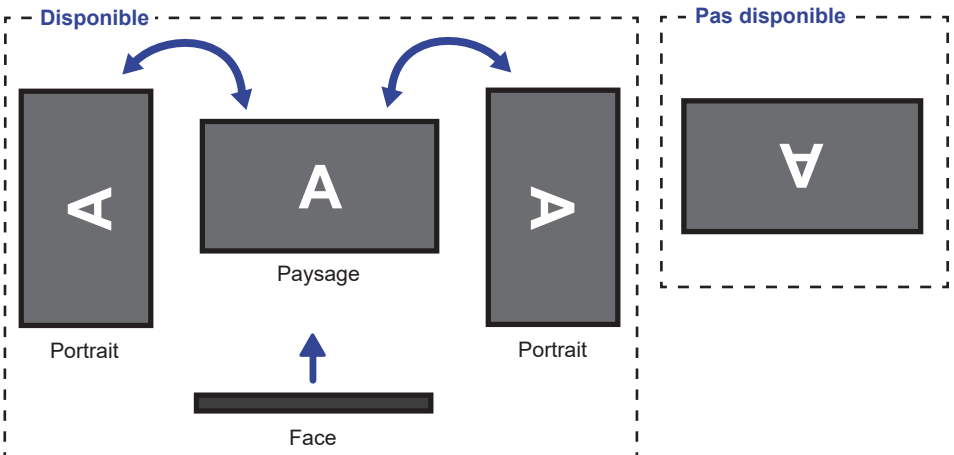 Disponible
Pas disponible
A
A
A
A
Paysage
Portrait
Portrait
Face